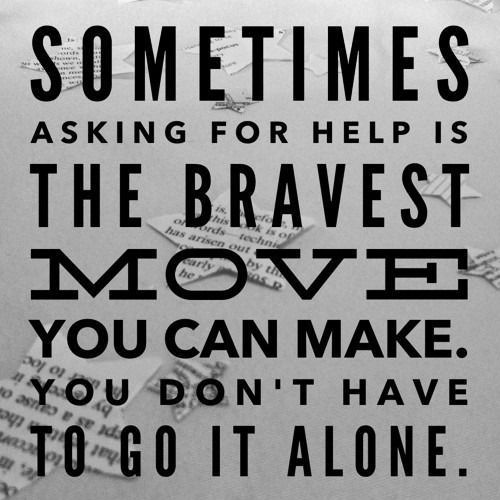 SOMETIMES
ASKING FOR HELP IS
THE BRAVEST
MOVE
YOU CAN MAKE.
YOU DON'T HAVE
TO GO IT ALONE.